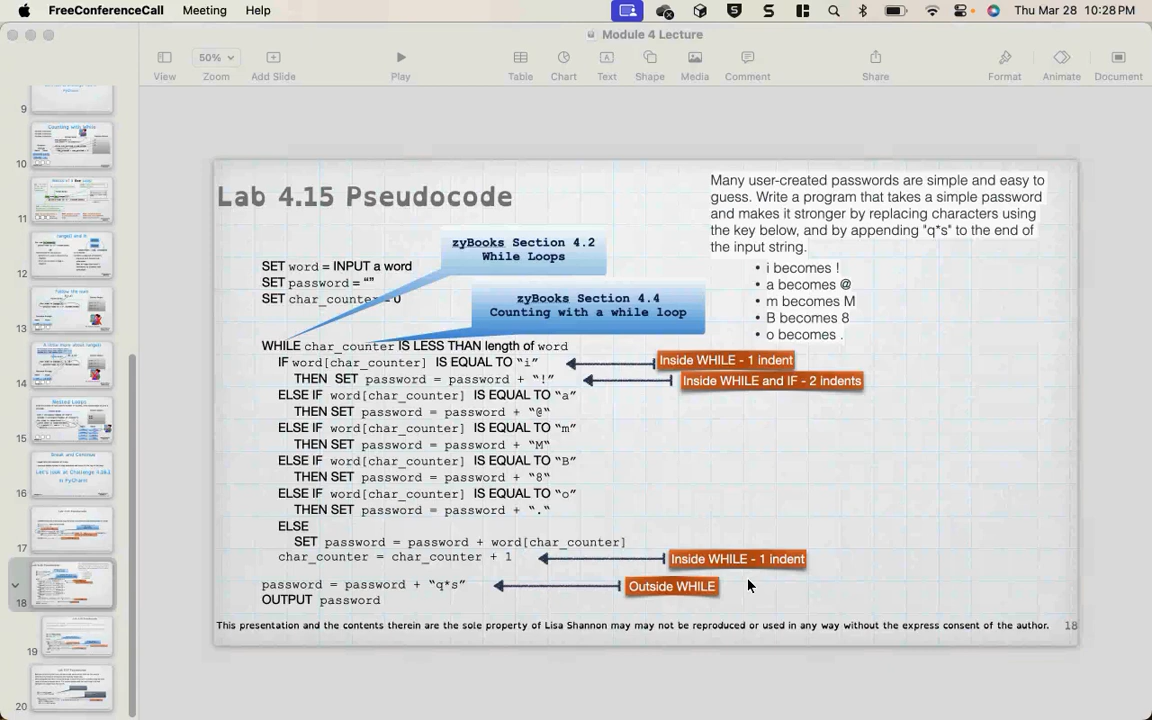 FreeConferenceCall Meeting Help Thu Mar 28 10:28 PM
Module 4 Lecture
50%
View Zoom Add Slide Play Table Chart Text Shape Media Comment Share Format Animate Document
9
10
11
12
13
14
15
16
17
18
19
20
Lab 4.15 Pseudocode
Many user-created passwords are simple and easy to
guess. Write a program that takes a simple password
and makes it stronger by replacing characters using
the key below, and by appending "q*s" to the end of
the input string.
• i becomes !
• a becomes @
• m becomes M
• B becomes 8
• o becomes .
zyBooks Section 4.2
While Loops
zyBooks Section 4.4
Counting with a while loop
SET word = INPUT a word
SET password = “”
SET char_counter = 0
WHILE char_counter IS LESS THAN length of word
IF word[char_counter] IS EQUAL TO “i”
Inside WHILE - 1 indent
THEN SET password = password + “!”
Inside WHILE and IF - 2 indents
ELSE IF word[char_counter] IS EQUAL TO “a”
THEN SET password = password + “@“
ELSE IF word[char_counter] IS EQUAL TO “m”
THEN SET password = password + “M“
ELSE IF word[char_counter] IS EQUAL TO “B”
THEN SET password = password + “8“
ELSE IF word[char_counter] IS EQUAL TO “o”
THEN SET password = password + “.“
ELSE
SET password = password + word[char_counter]
char_counter = char_counter + 1
Inside WHILE - 1 indent
password = password + “q*s”
Outside WHILE
OUTPUT password
This presentation and the contents therein are the sole property of Lisa Shannon may may not be reproduced or used in any way without the express consent of the author. 18